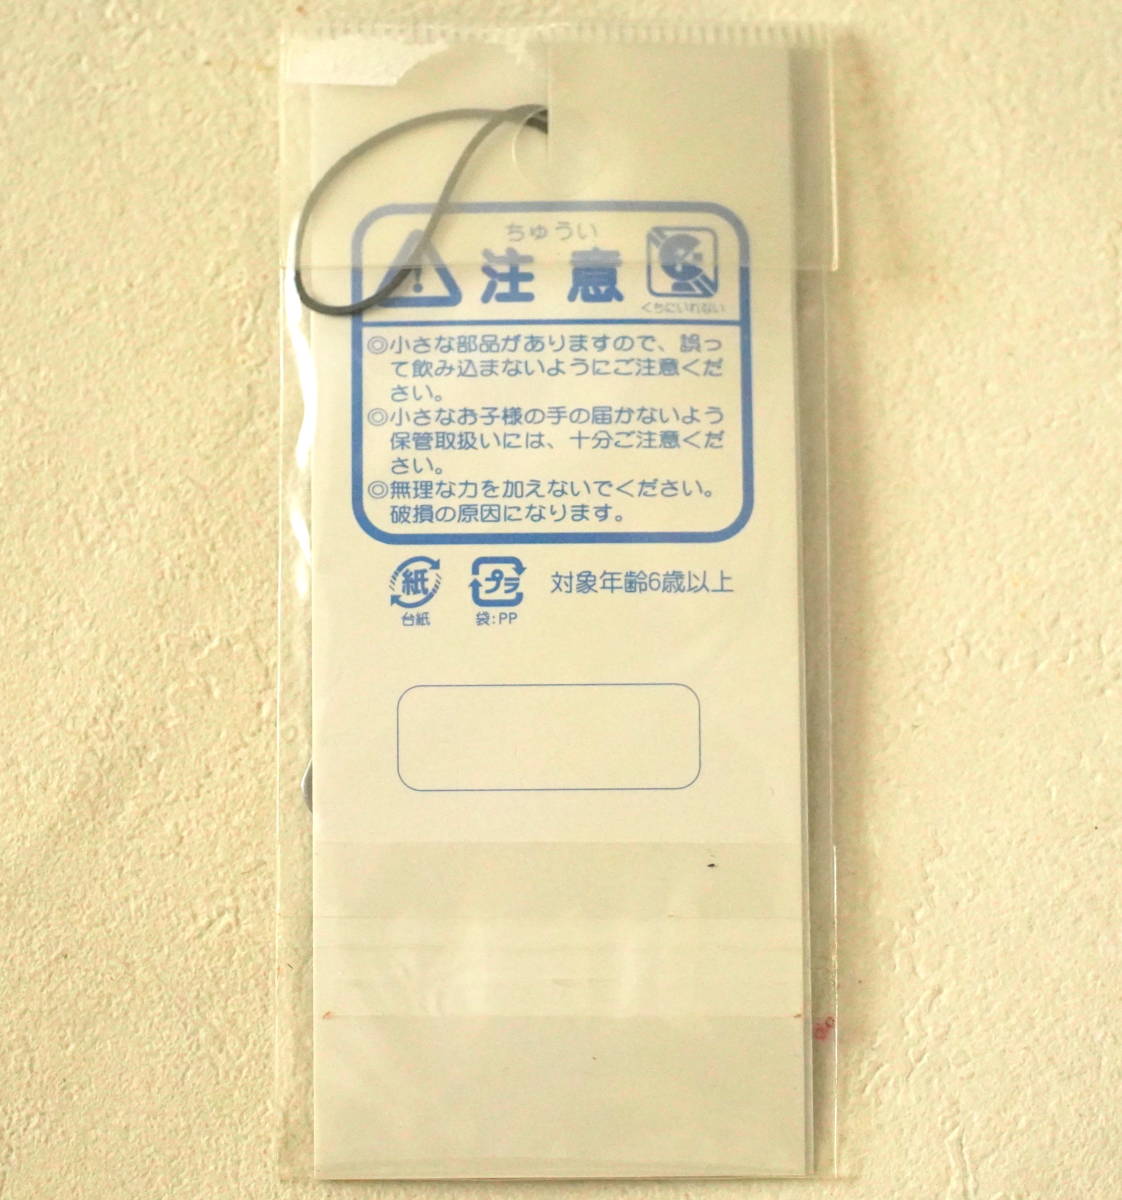 ちゅうい
注意
くちにいれない
◎小さな部品がありますので、誤っ
て飲み込まないようにご注意くだ
さい。
◎小さなお子様の手の届かないよう
保管取扱いには、十分ご注意くだ
さい。
◎無理な力を加えないでください。
破損の原因になります。
紙
プラ
対象年齢6歳以上
台紙
袋:PP